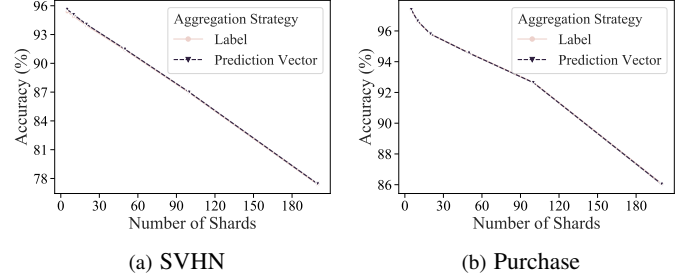 96
93
90
87
84
81
78
Accuracy (%)
Aggregation Strategy
Label
Prediction Vector
0 30 60 90 120 150 180
Number of Shards
(a) SVHN
96
94
92
90
88
86
Accuracy (%)
Aggregation Strategy
Label
Prediction Vector
0 30 60 90 120 150 180
Number of Shards
(b) Purchase